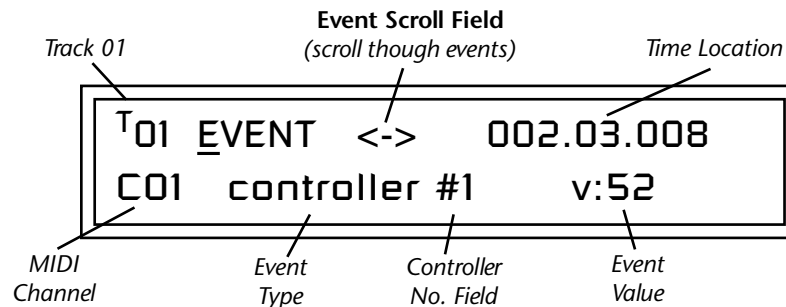 Event Scroll Field
Track 01 (scroll though events) Time Location
T01 EVENT <-> 002.03.008
C01 controller #1 v:52
MIDI Event Controller Event
Channel Type No. Field Value